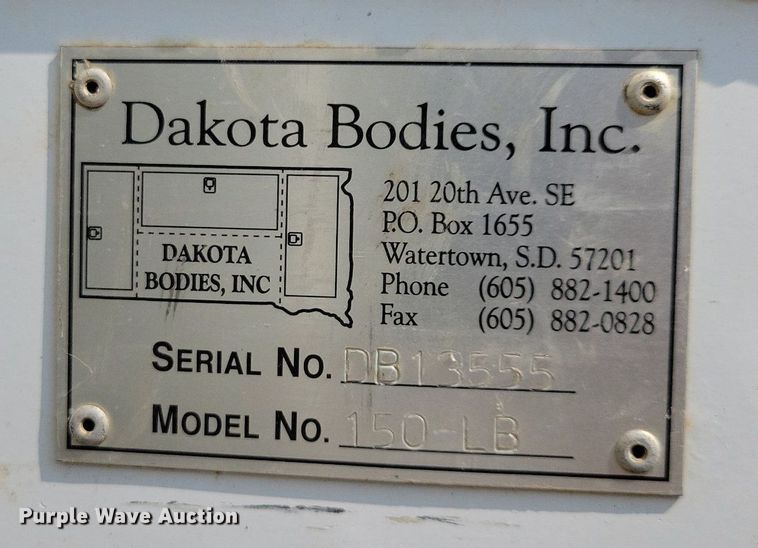 Dakota Bodies, Inc.
DAKOTA
BODIES, INC
201 20th Ave. SE
P.O. Box 1655
Watertown, S.D. 57201
Phone (605) 882-1400
Fax (605) 882-0828
SERIAL NO. DB13555
MODEL NO. 150-LB
Purple Wave Auction